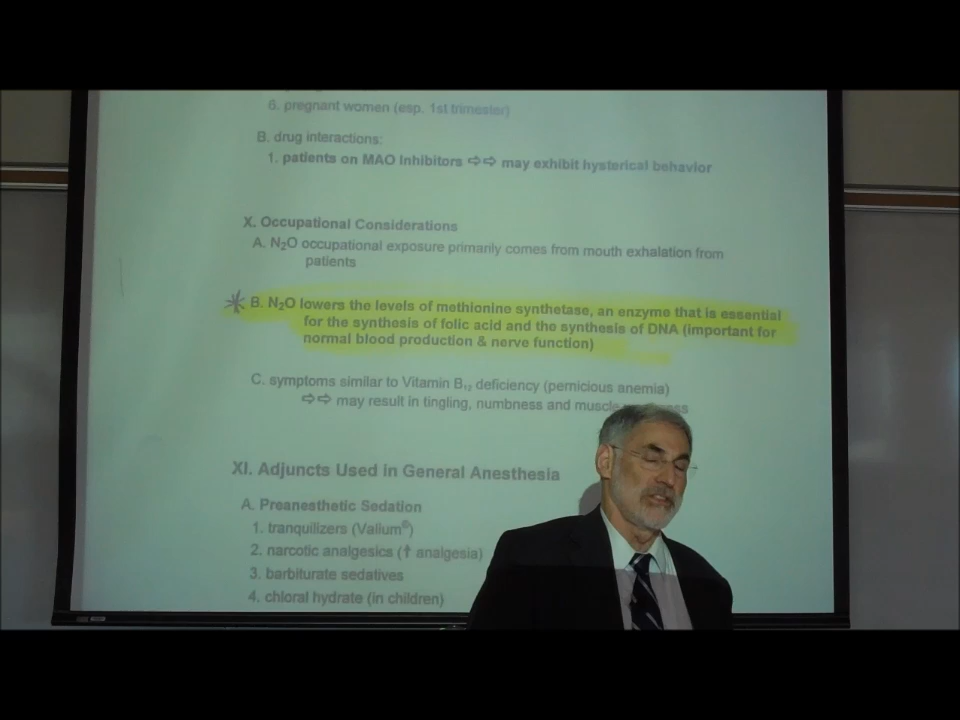 6. pregnant women (esp. 1st trimester)
B. drug interactions:
1. patients on MAO Inhibitors ⇨⇨ may exhibit hysterical behavior
X. Occupational Considerations
A. N₂O occupational exposure primarily comes from mouth exhalation from
patients
B. N₂O lowers the levels of methionine synthetase, an enzyme that is essential
for the synthesis of folic acid and the synthesis of DNA (important for
normal blood production & nerve function)
C. symptoms similar to Vitamin B₁₂ deficiency (pernicious anemia)
⇨⇨ may result in tingling, numbness and muscle
XI. Adjuncts Used in General Anesthesia
A. Preanesthetic Sedation
1. tranquilizers (Valium®)
2. narcotic analgesics (↑ analgesia)
3. barbiturate sedatives
4. chloral hydrate (in children)